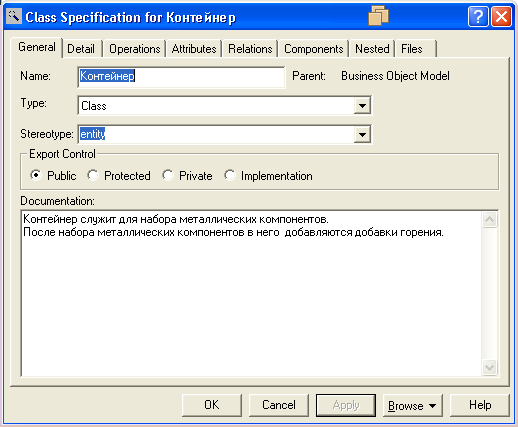 Class Specification for Контейнер
General Detail Operations Attributes Relations Components Nested Files
Name: Контейнер Parent: Business Object Model
Type: Class
Stereotype: entity
Export Control
Public Protected Private Implementation
Documentation:
Контейнер служит для набора металлических компонентов.
После набора металлических компонентов в него добавляются добавки горения.
OK Cancel Apply Browse Help